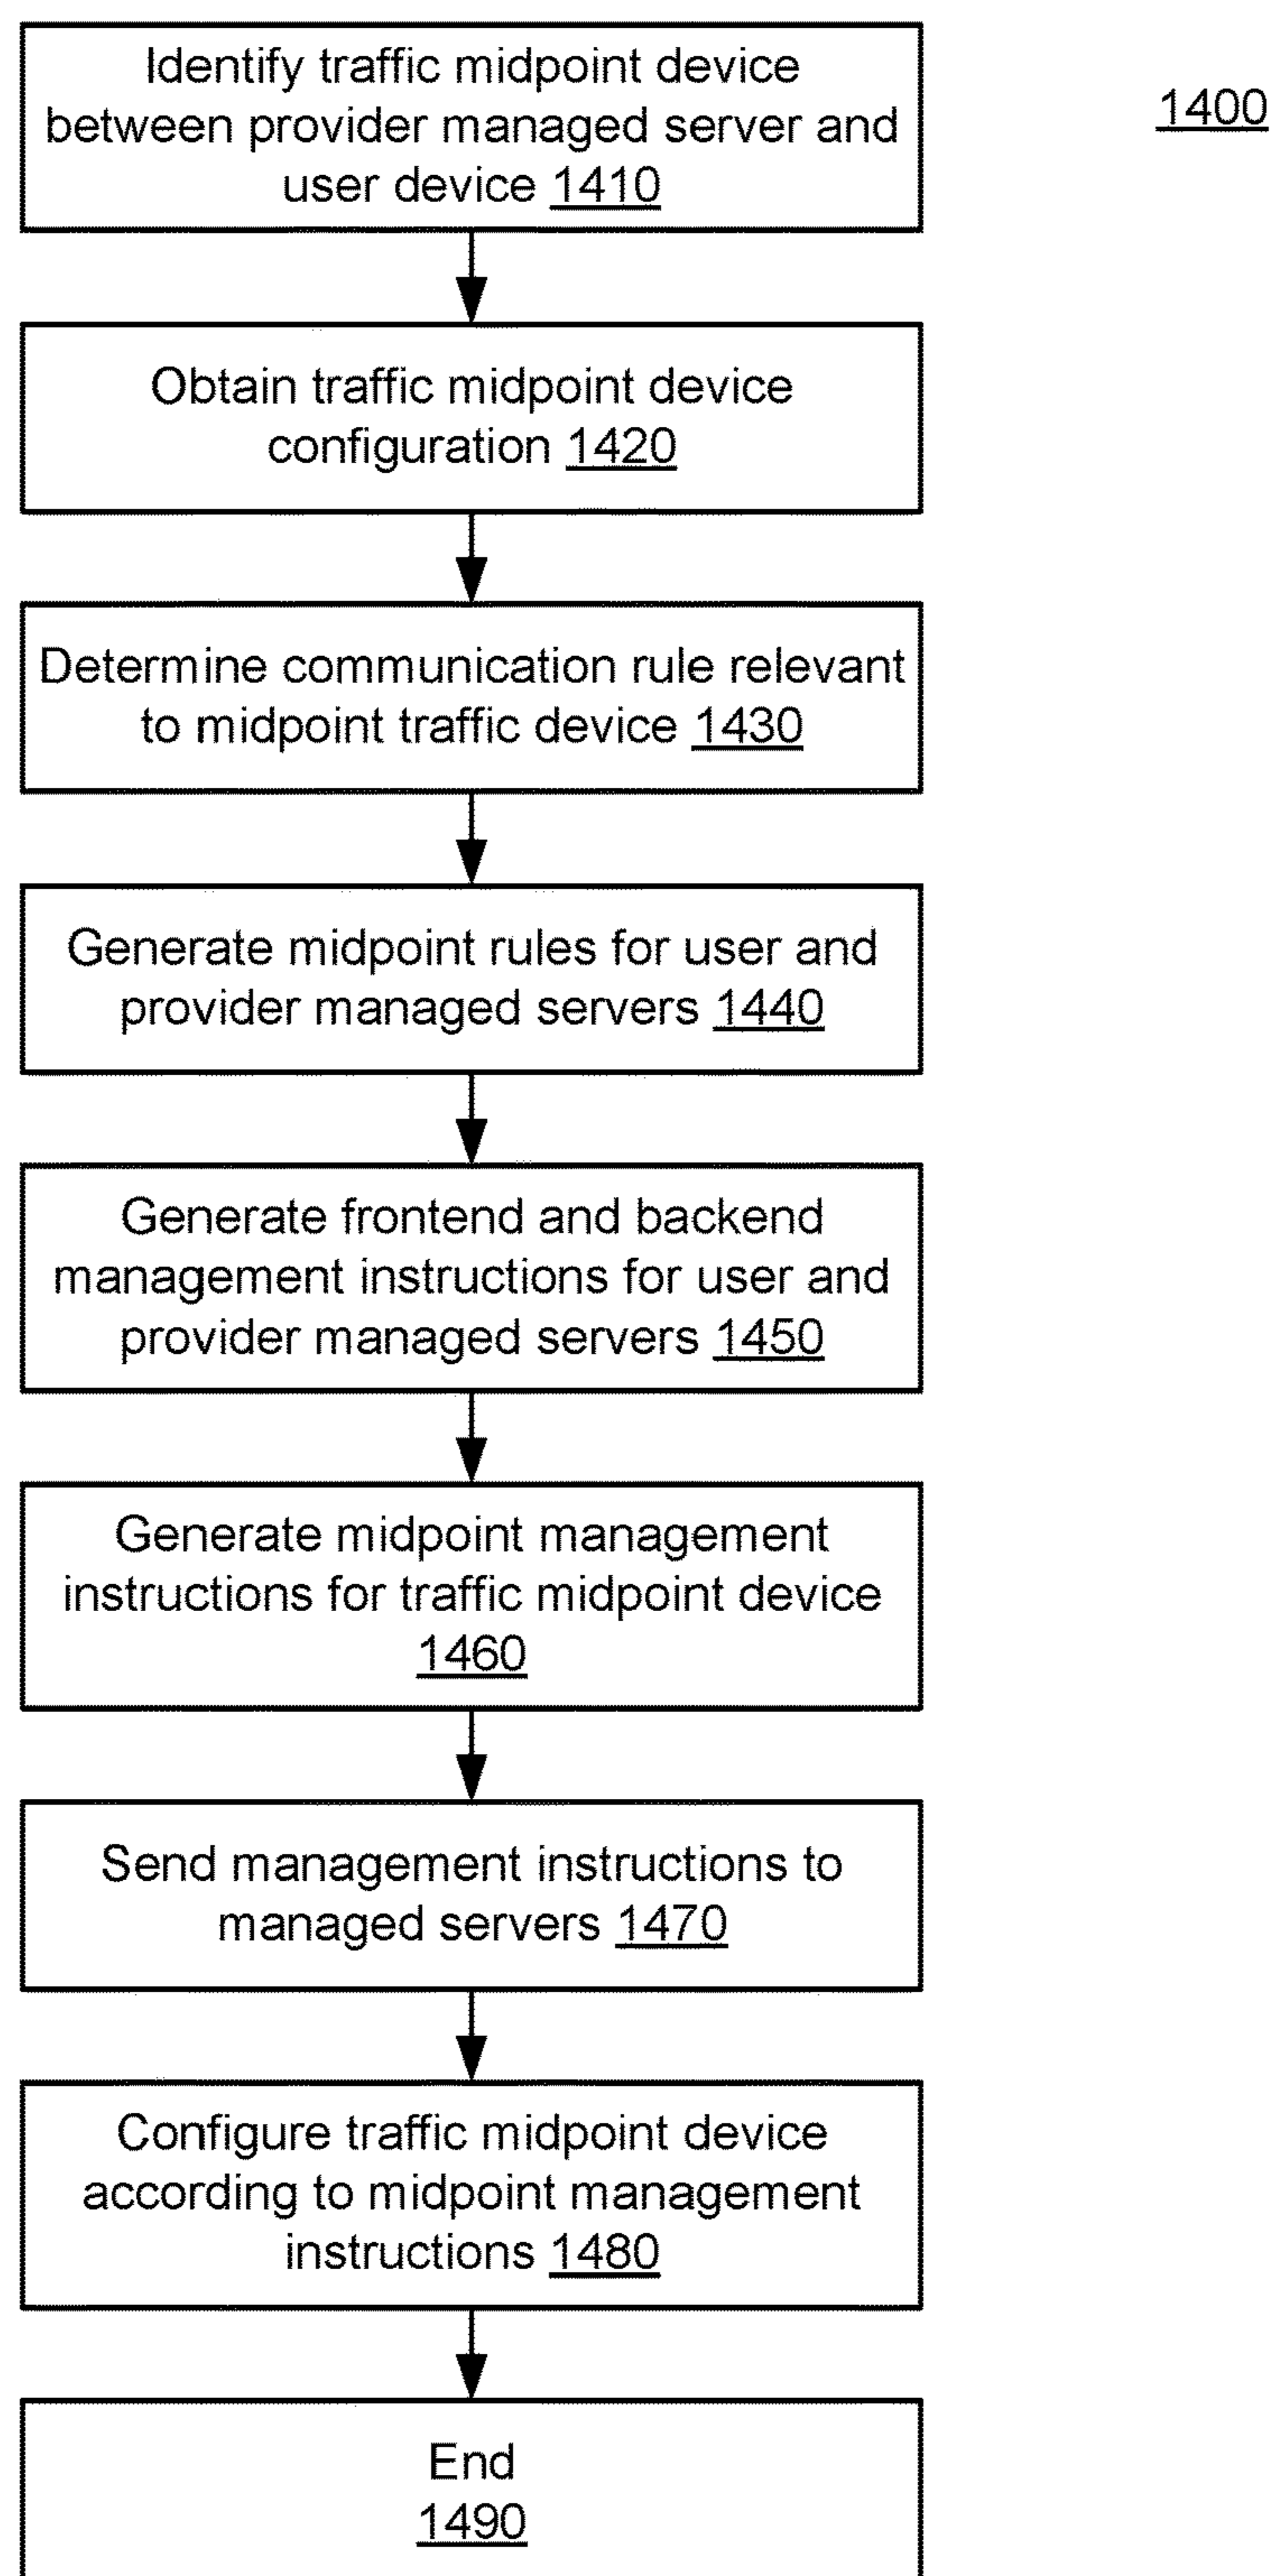 Identify traffic midpoint device
between provider managed server and
user device 1410
1400
Obtain traffic midpoint device
configuration 1420
Determine communication rule relevant
to midpoint traffic device 1430
Generate midpoint rules for user and
provider managed servers 1440
Generate frontend and backend
management instructions for user and
provider managed servers 1450
Generate midpoint management
instructions for traffic midpoint device
1460
Send management instructions to
managed servers 1470
Configure traffic midpoint device
according to midpoint management
instructions 1480
End
1490